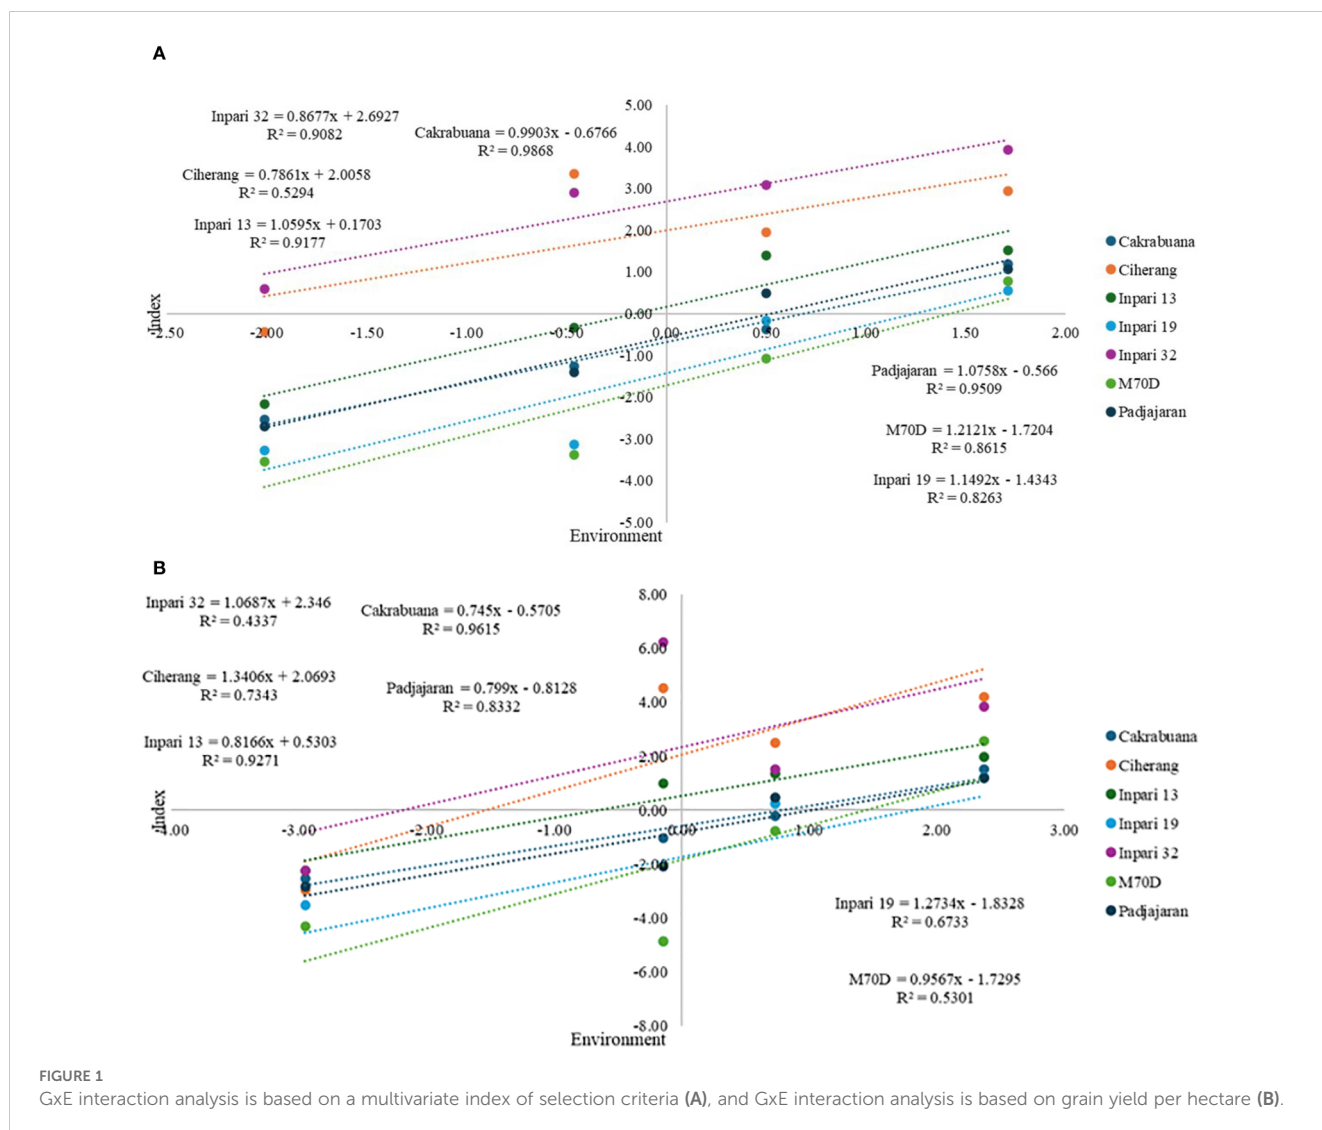 A
Inpari 32 = 0.8677x + 2.6927
R² = 0.9082
Cakrabuana = 0.9903x - 0.6766
R² = 0.9868
Ciherang = 0.7861x + 2.0058
R² = 0.5294
Inpari 13 = 1.0595x + 0.1703
R² = 0.9177
5.00
4.00
3.00
2.00
1.00
0.00
-1.00
-2.00
-3.00
-4.00
-5.00
Index
-2.50 -2.00 -1.50 -1.00 -0.50 0.00 0.50 1.00 1.50 2.00
Environment
Padjajaran = 1.0758x - 0.566
R² = 0.9509
M70D = 1.2121x - 1.7204
R² = 0.8615
Inpari 19 = 1.1492x - 1.4343
R² = 0.8263
Cakrabuana
Ciherang
Inpari 13
Inpari 19
Inpari 32
M70D
Padjajaran
B
Inpari 32 = 1.0687x + 2.346
R² = 0.4337
Cakrabuana = 0.745x - 0.5705
R² = 0.9615
Ciherang = 1.3406x + 2.0693
R² = 0.7343
Padjajaran = 0.799x - 0.8128
R² = 0.8332
Inpari 13 = 0.8166x + 0.5303
R² = 0.9271
8.00
6.00
4.00
2.00
0.00
-2.00
-4.00
-6.00
-8.00
Index
-4.00 -3.00 -2.00 -1.00 0.00 1.00 2.00 3.00
Environment
Inpari 19 = 1.2734x - 1.8328
R² = 0.6733
M70D = 0.9567x - 1.7295
R² = 0.5301
Cakrabuana
Ciherang
Inpari 13
Inpari 19
Inpari 32
M70D
Padjajaran
FIGURE 1
GxE interaction analysis is based on a multivariate index of selection criteria (A), and GxE interaction analysis is based on grain yield per hectare (B).